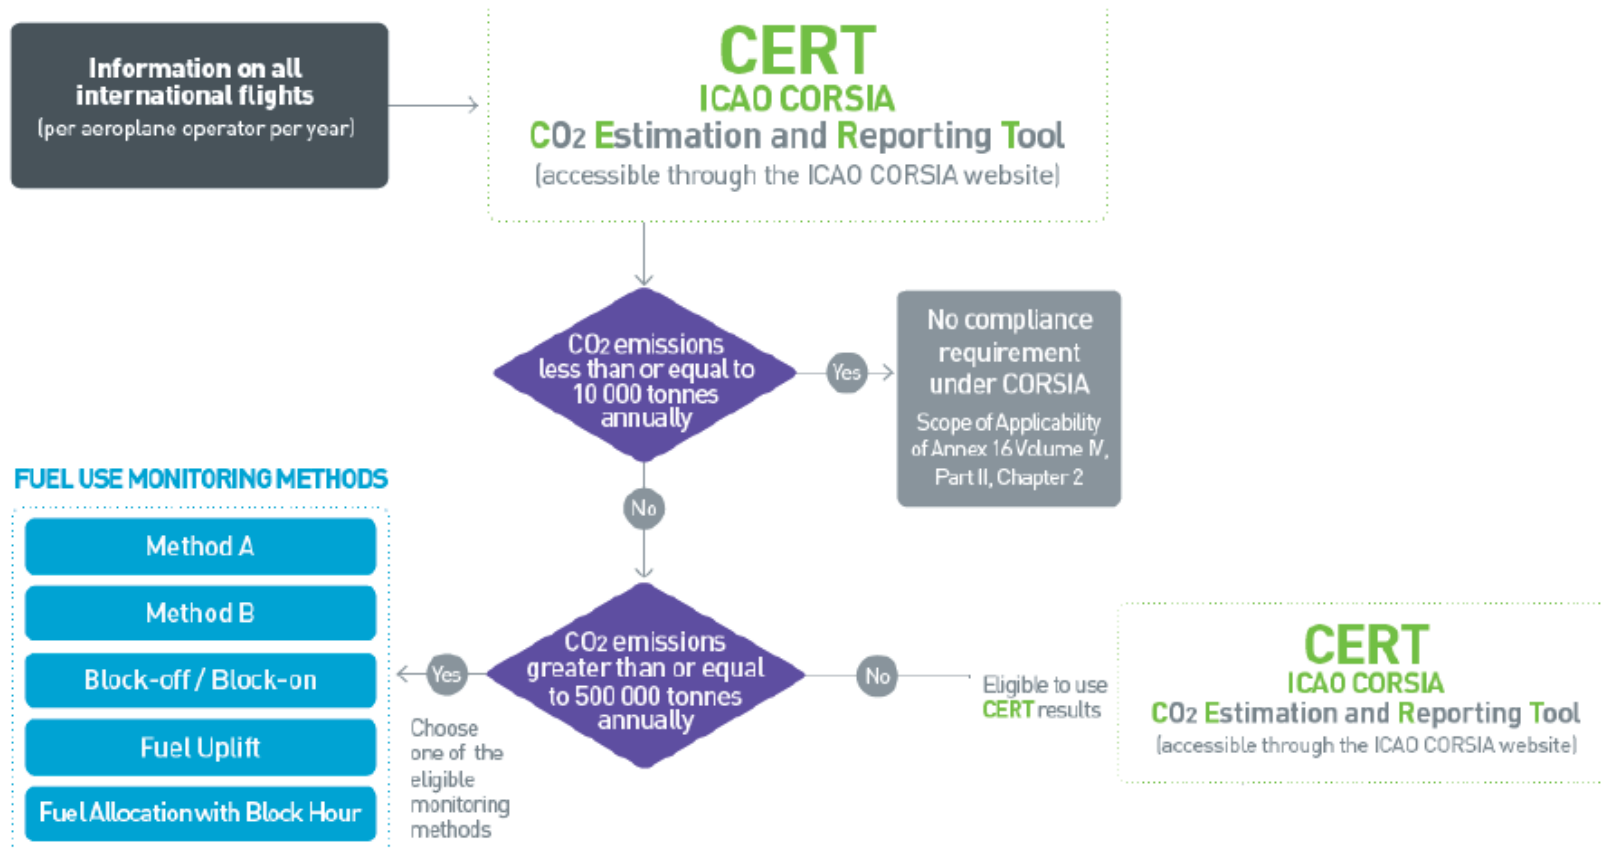 Information on all
international flights
(per aeroplane operator per year)
CERT
ICAO CORSIA
CO2 Estimation and Reporting Tool
(accessible through the ICAO CORSIA website)
CO2 emissions
less than or equal to
10 000 tonnes
annually
Yes
No compliance
requirement
under CORSIA
Scope of Applicability
of Annex 16 Volume IV,
Part II, Chapter 2
No
FUEL USE MONITORING METHODS
Method A
Method B
Block-off / Block-on
Fuel Uplift
Fuel Allocation with Block Hour
Yes
Choose
one of the
eligible
monitoring
methods
CO2 emissions
greater than or equal
to 500 000 tonnes
annually
No
Eligible to use
CERT results
CERT
ICAO CORSIA
CO2 Estimation and Reporting Tool
(accessible through the ICAO CORSIA website)